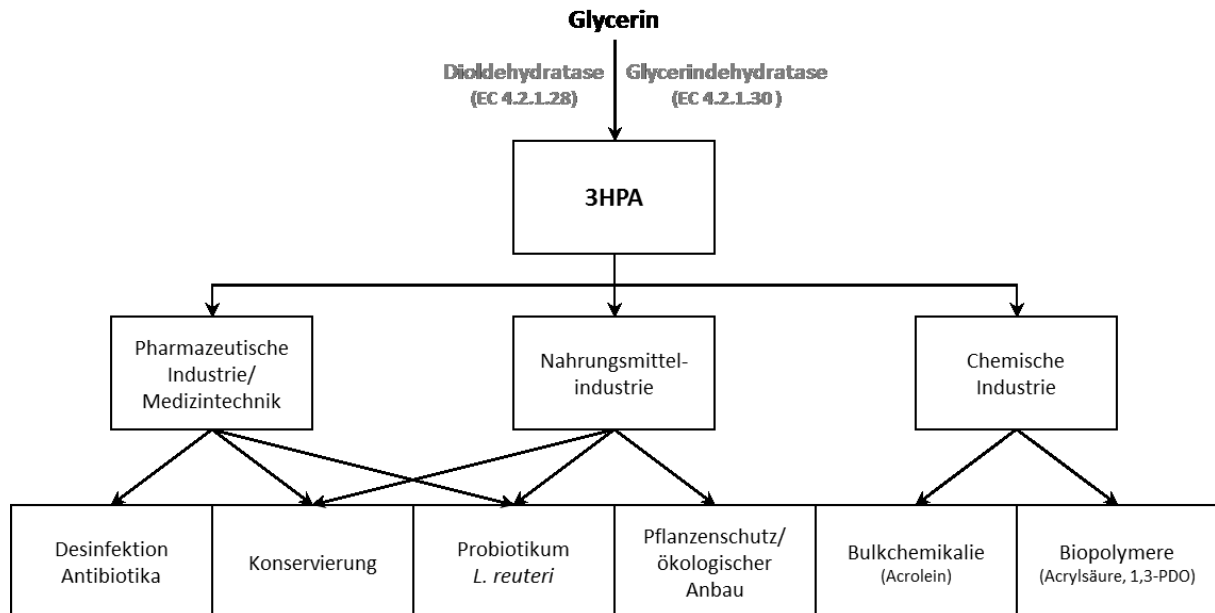 Glycerin
Dioldehydratase
(EC 4.2.1.28)
Glycerindehydratase
(EC 4.2.1.30 )
3HPA
Pharmazeutische
Industrie/
Medizintechnik
Nahrungsmittel-
industrie
Chemische
Industrie
Desinfektion
Antibiotika
Konservierung
Probiotikum
L. reuteri
Pflanzenschutz/
ökologischer
Anbau
Bulkchemikalie
(Acrolein)
Biopolymere
(Acrylsäure, 1,3-PDO)